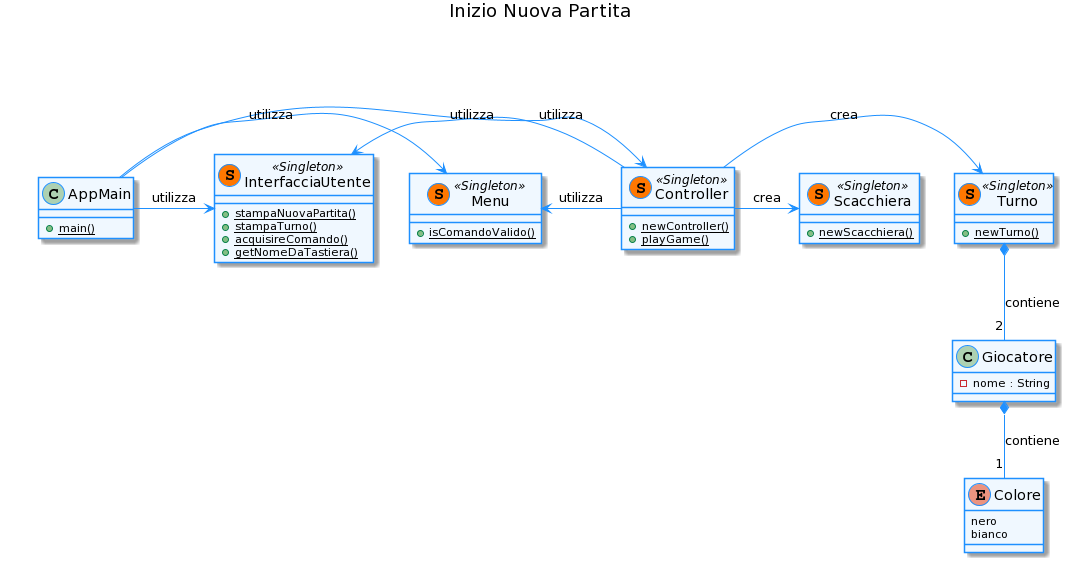 Inizio Nuova Partita
utilizza
utilizza
utilizza
crea
C AppMain
main()
utilizza
S «Singleton»
InterfacciaUtente
stampaNuovaPartita()
stampaTurno()
acquisireComando()
getNomeDaTastiera()
S «Singleton»
Menu
isComandoValido()
utilizza
S «Singleton»
Controller
newController()
playGame()
crea
S «Singleton»
Scacchiera
newScacchiera()
S «Singleton»
Turno
newTurno()
contiene
2
C Giocatore
nome : String
contiene
1
E Colore
nero
bianco